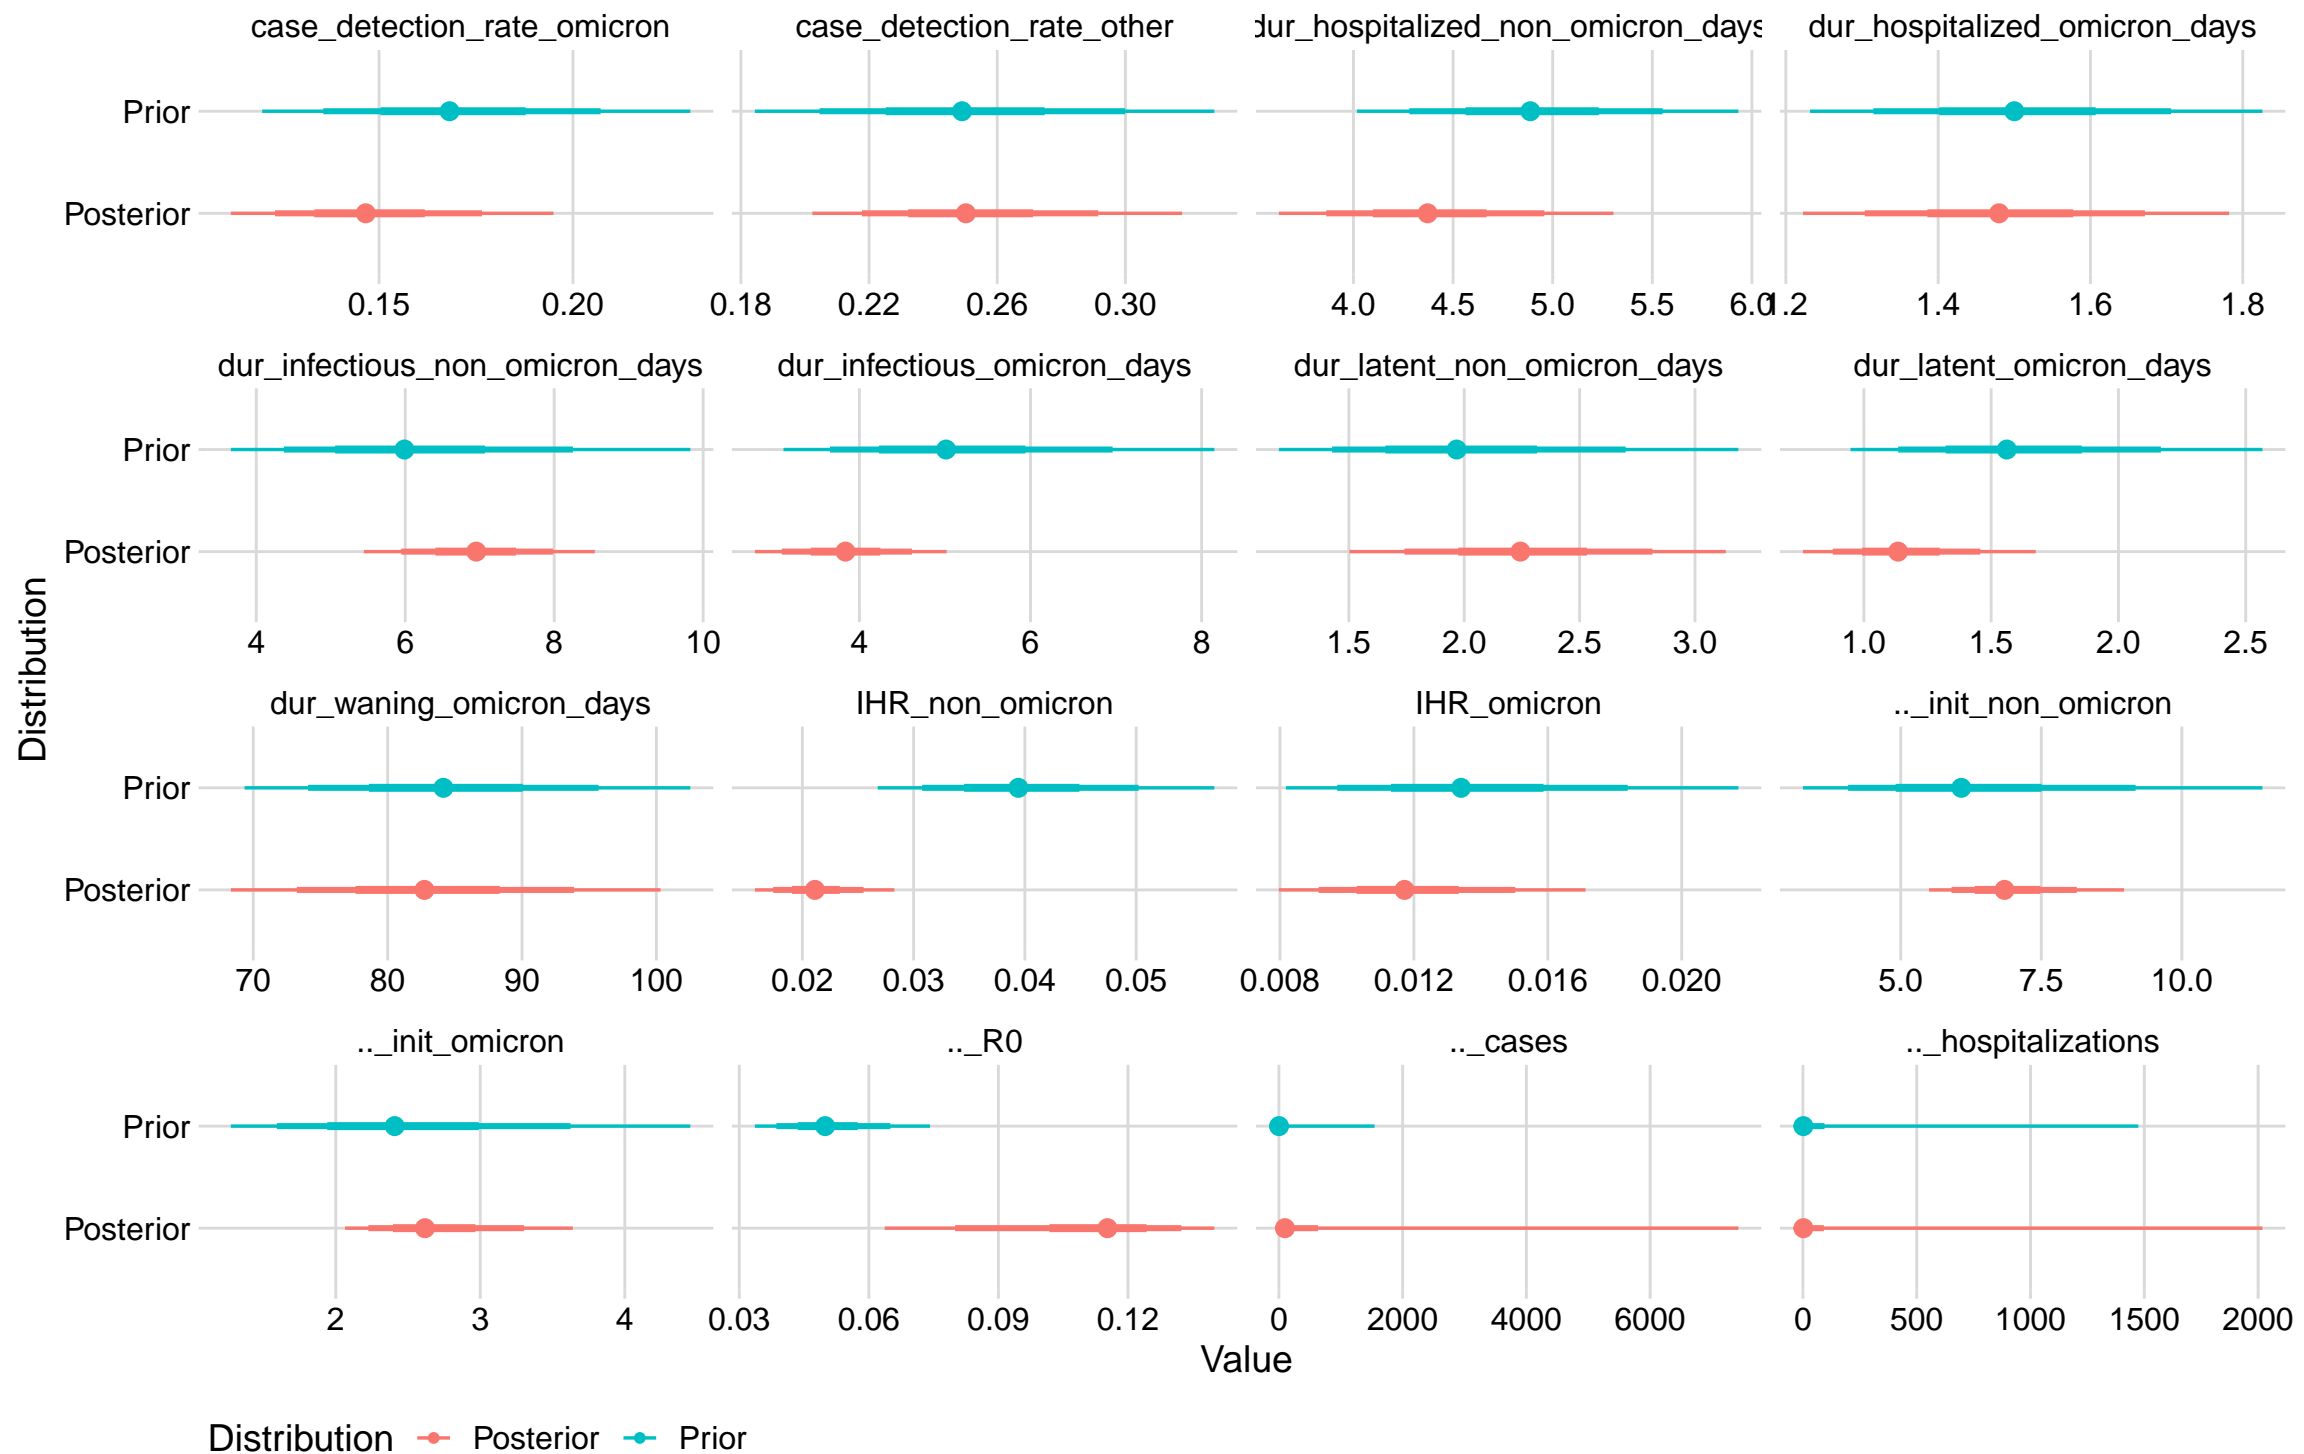 case_detection_rate_omicron case_detection_rate_other dur_hospitalized_non_omicron_days dur_hospitalized_omicron_days
Prior
Posterior
0.15 0.20 0.18 0.22 0.26 0.30 4.0 4.5 5.0 5.5 6.0 1.2 1.4 1.6 1.8
dur_infectious_non_omicron_days dur_infectious_omicron_days dur_latent_non_omicron_days dur_latent_omicron_days
Prior
Posterior
4 6 8 10 4 6 8 1.5 2.0 2.5 3.0 1.0 1.5 2.0 2.5
Distribution
dur_waning_omicron_days IHR_non_omicron IHR_omicron .._init_non_omicron
Prior
Posterior
70 80 90 100 0.02 0.03 0.04 0.05 0.008 0.012 0.016 0.020 5.0 7.5 10.0
.._init_omicron .._R0 .._cases .._hospitalizations
Prior
Posterior
2 3 4 0.03 0.06 0.09 0.12 0 2000 4000 6000 0 500 1000 1500 2000
Value
Distribution Posterior Prior